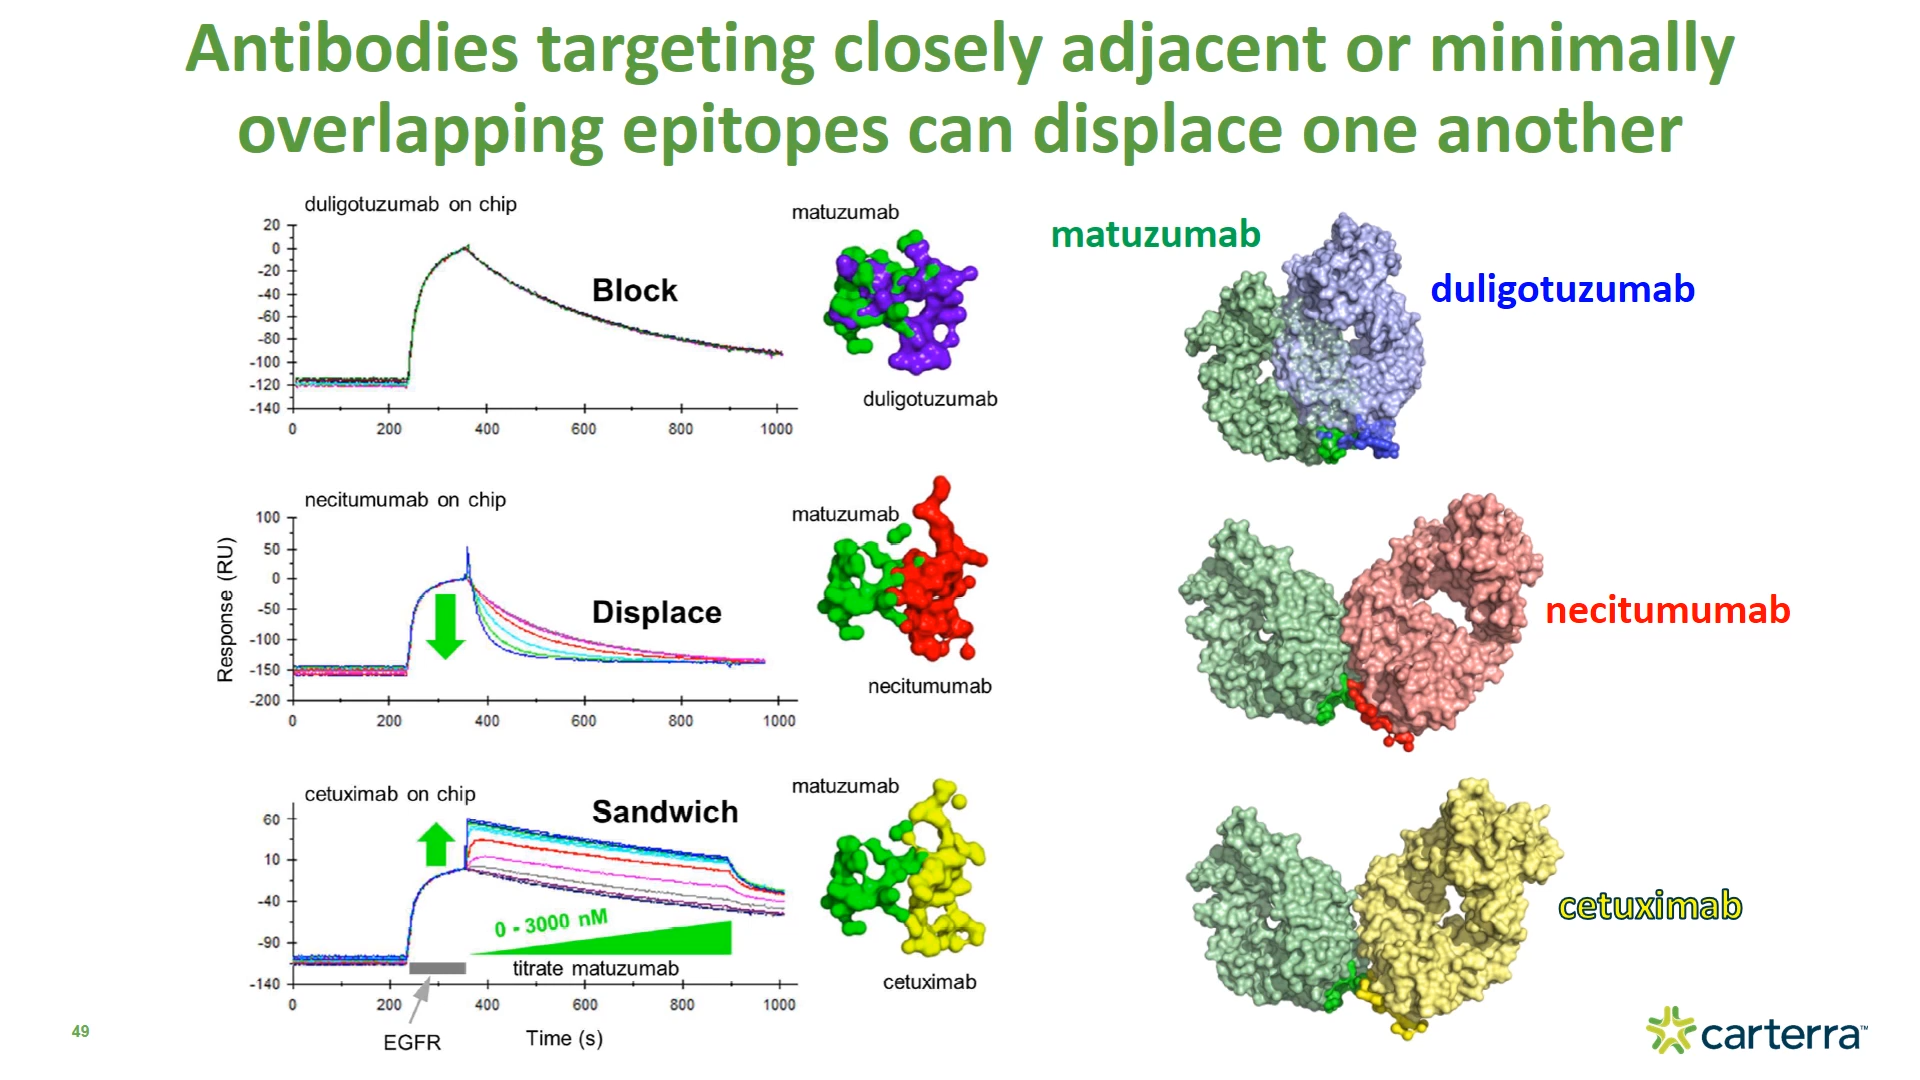 Antibodies targeting closely adjacent or minimally
overlapping epitopes can displace one another
duligotuzumab on chip
20
0
-20
-40
-60
-80
-100
-120
-140
0 200 400 600 800 1000
Block
matuzumab
duligotuzumab
matuzumab
duligotuzumab
necitumumab on chip
Response (RU)
100
50
0
-50
-100
-150
-200
0 200 400 600 800 1000
Displace
matuzumab
necitumumab
necitumumab
cetuximab on chip
60
10
-40
-90
-140
0 200 400 600 800 1000
Sandwich
0 - 3000 nM
titrate matuzumab
EGFR
Time (s)
matuzumab
cetuximab
cetuximab
49
carterra™